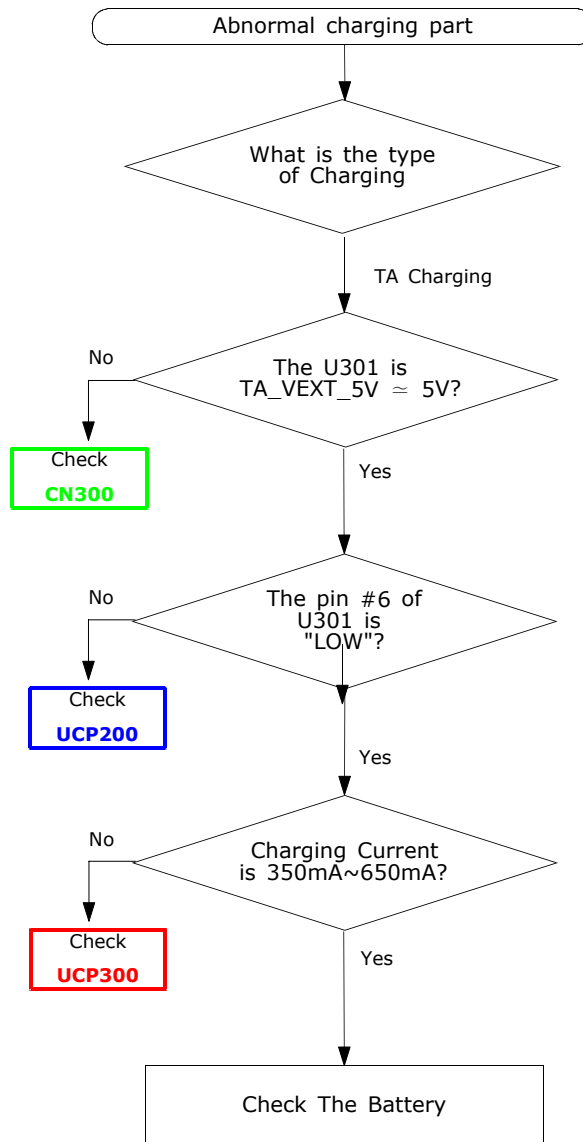 Abnormal charging part
What is the type
of Charging
TA Charging
No
The U301 is
TA_VEXT_5V ≃ 5V?
Check
CN300
Yes
No
The pin #6 of
U301 is
"LOW"?
Check
UCP200
Yes
No
Charging Current
is 350mA~650mA?
Check
UCP300
Yes
Check The Battery